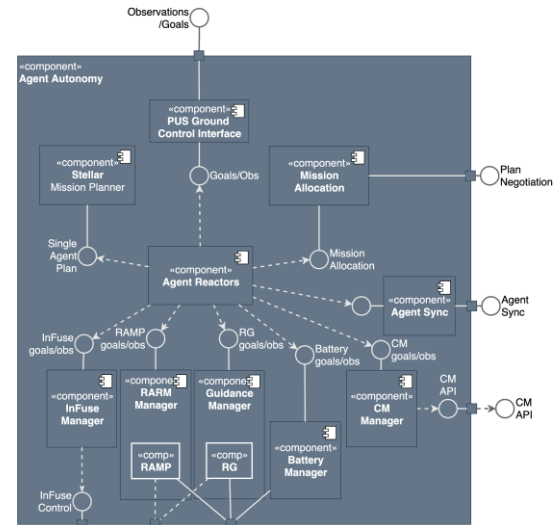 Observations
/Goals
«component»
Agent Autonomy
«component»
PUS Ground
Control Interface
«component»
Stellar
Mission Planner
Goals/Obs
«component»
Mission
Allocation
Plan
Negotiation
Single
Agent
Plan
«component»
Agent Reactors
Mission
Allocation
«component»
Agent Sync
Agent
Sync
InFuse
goals/obs
RAMP
goals/obs
RG
goals/obs
Battery
goals/obs
CM
goals/obs
«component»
InFuse
Manager
«componen
RARM
Manager
«component»
Guidance
Manager
«component»
CM
Manager
CM
API
CM
API
«comp»
RAMP
«comp»
RG
«component»
Battery
Manager
InFuse
Control